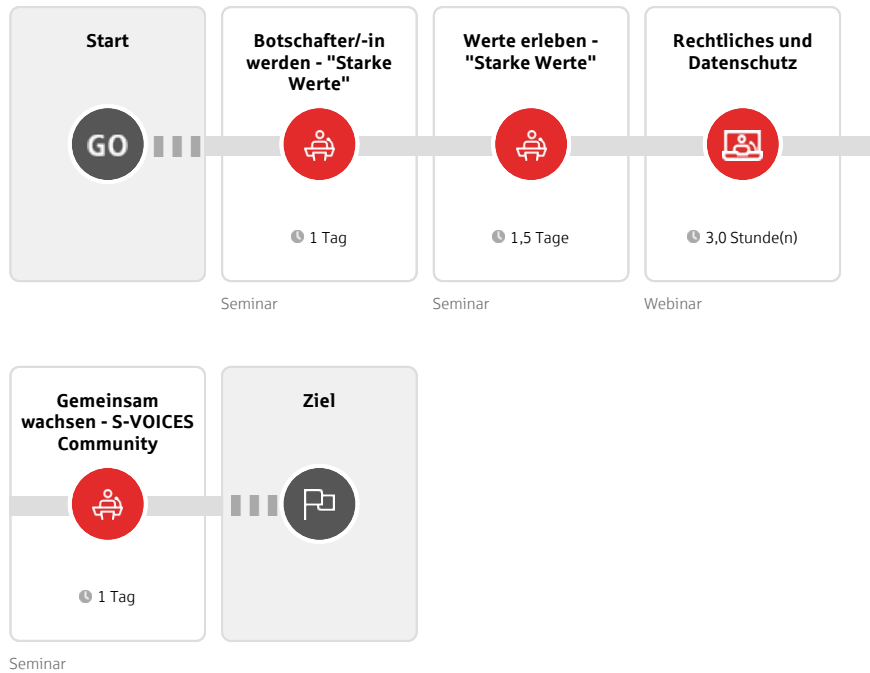 Start
Botschafter/-in
werden - "Starke
Werte"
Werte erleben -
"Starke Werte"
Rechtliches und
Datenschutz
GO
1 Tag
1,5 Tage
3,0 Stunde(n)
Seminar
Seminar
Webinar
Gemeinsam
wachsen - S-VOICES
Community
Ziel
1 Tag
Seminar